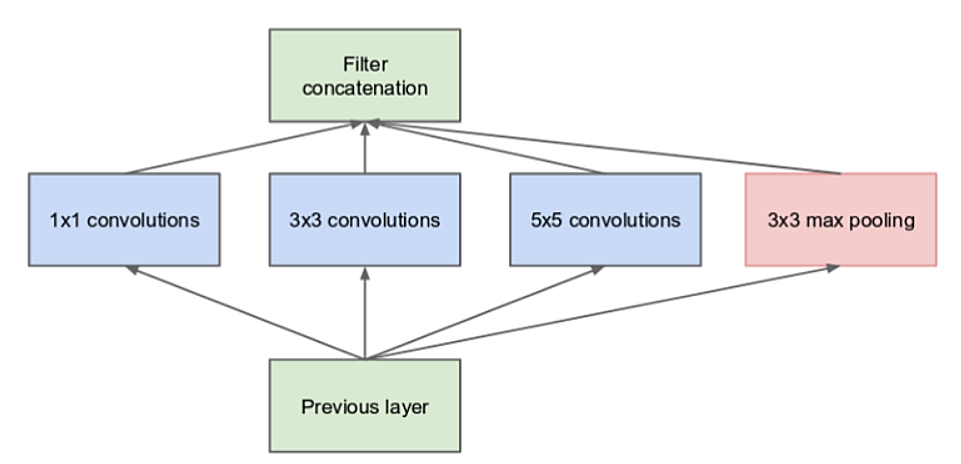 Filter
concatenation
1x1 convolutions
3x3 convolutions
5x5 convolutions
3x3 max pooling
Previous layer